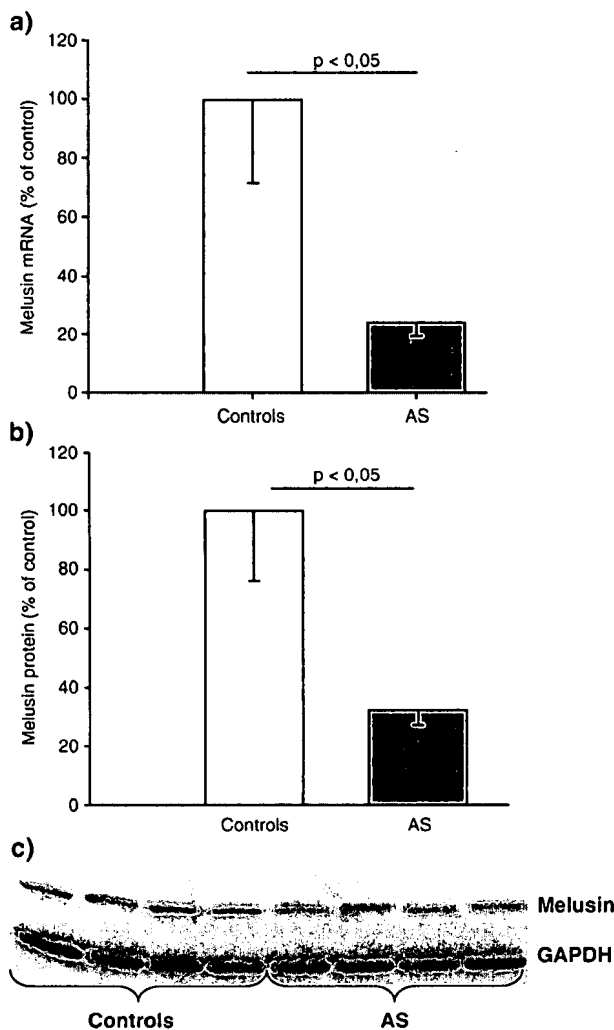 a)
120
p < 0,05
100
80
60
40
20
0
Melusin mRNA (% of control)
Controls AS
b)
120
p < 0,05
100
80
60
40
20
0
Melusin protein (% of control)
Controls AS
c)
Melusin
GAPDH
Controls AS